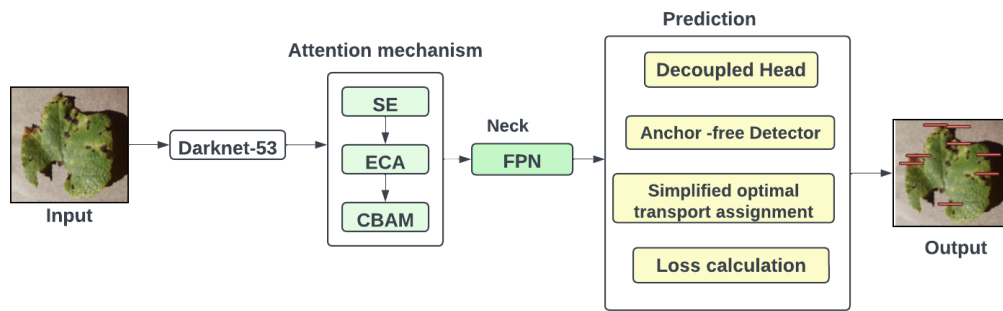 Prediction
Attention mechanism
Decoupled Head
SE
Neck
Anchor -free Detector
Darknet-53
ECA
FPN
Simplified optimal
transport assignment
Input
CBAM
Output
Loss calculation